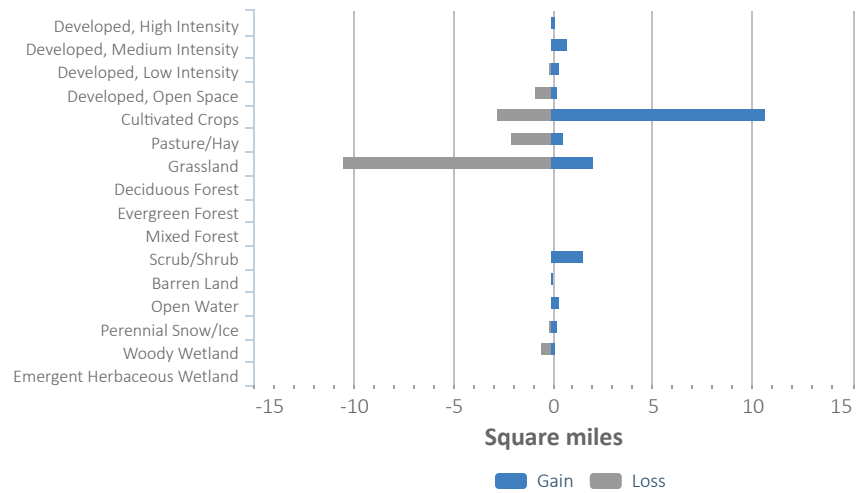 Developed, High Intensity
Developed, Medium Intensity
Developed, Low Intensity
Developed, Open Space
Cultivated Crops
Pasture/Hay
Grassland
Deciduous Forest
Evergreen Forest
Mixed Forest
Scrub/Shrub
Barren Land
Open Water
Perennial Snow/Ice
Woody Wetland
Emergent Herbaceous Wetland
-15 -10 -5 0 5 10 15
Square miles
Gain Loss